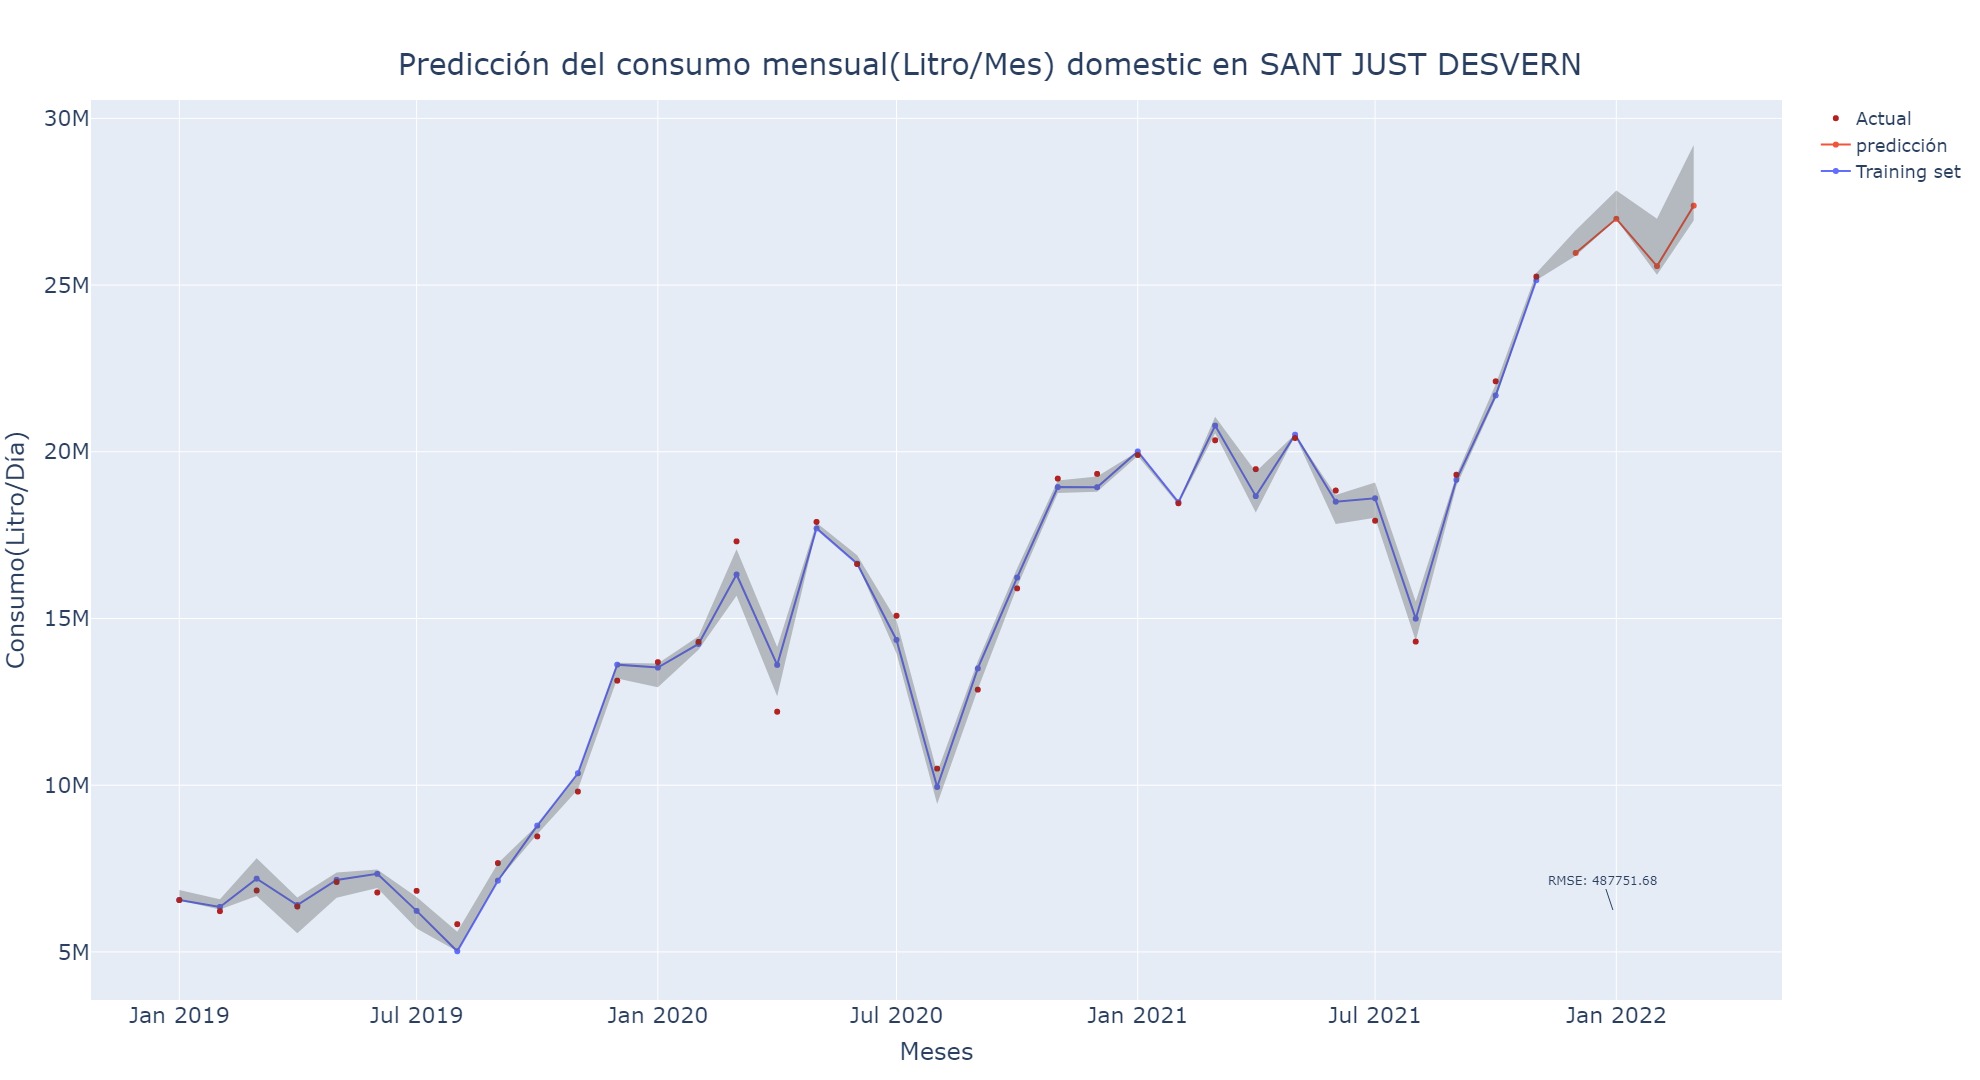 Predicción del consumo mensual(Litro/Mes) domestic en SANT JUST DESVERN
Actual
predicción
Training set
Consumo(Litro/Día)
30M
25M
20M
15M
10M
5M
RMSE: 487751.68
Jan 2019
Jul 2019
Jan 2020
Jul 2020
Jan 2021
Jul 2021
Jan 2022
Meses